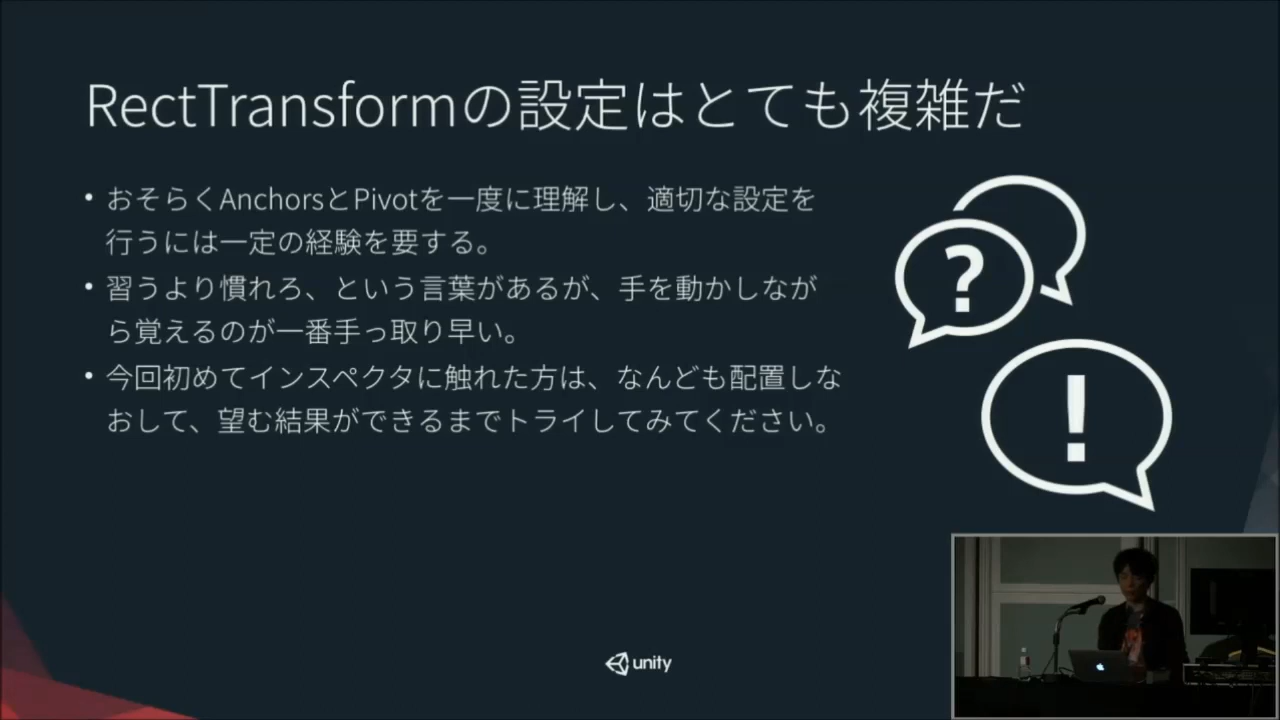 RectTransformの設定はとても複雑だ
• おそらくAnchorsとPivotを一度に理解し、適切な設定を
行うには一定の経験を要する。
• 習うより慣れろ、という言葉があるが、手を動かしなが
ら覚えるのが一番手っ取り早い。
• 今回初めてインスペクタに触れた方は、なんども配置しな
おして、望む結果ができるまでトライしてみてください。
?
!
unity